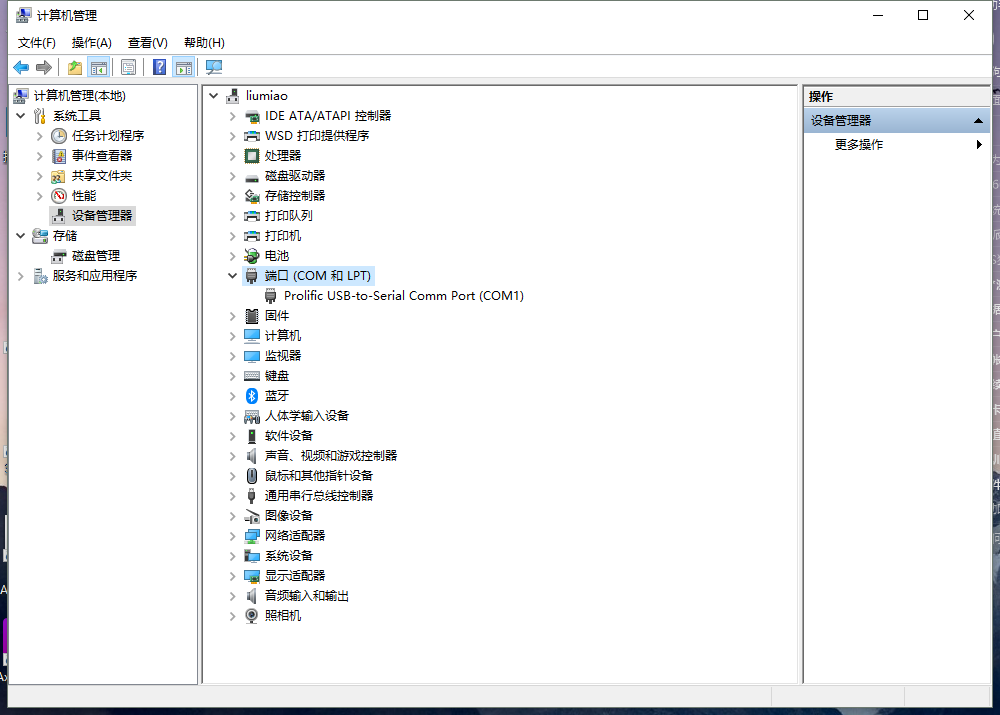 计算机管理
文件(F) 操作(A) 查看(V) 帮助(H)
计算机管理(本地)
系统工具
任务计划程序
事件查看器
共享文件夹
性能
设备管理器
存储
磁盘管理
服务和应用程序
liumiao
IDE ATA/ATAPI 控制器
WSD 打印提供程序
处理器
磁盘驱动器
存储控制器
打印队列
打印机
电池
端口 (COM 和 LPT)
Prolific USB-to-Serial Comm Port (COM1)
固件
计算机
监视器
键盘
蓝牙
人体学输入设备
软件设备
声音、视频和游戏控制器
鼠标和其他指针设备
通用串行总线控制器
图像设备
网络适配器
系统设备
显示适配器
音频输入和输出
照相机
操作
设备管理器
更多操作